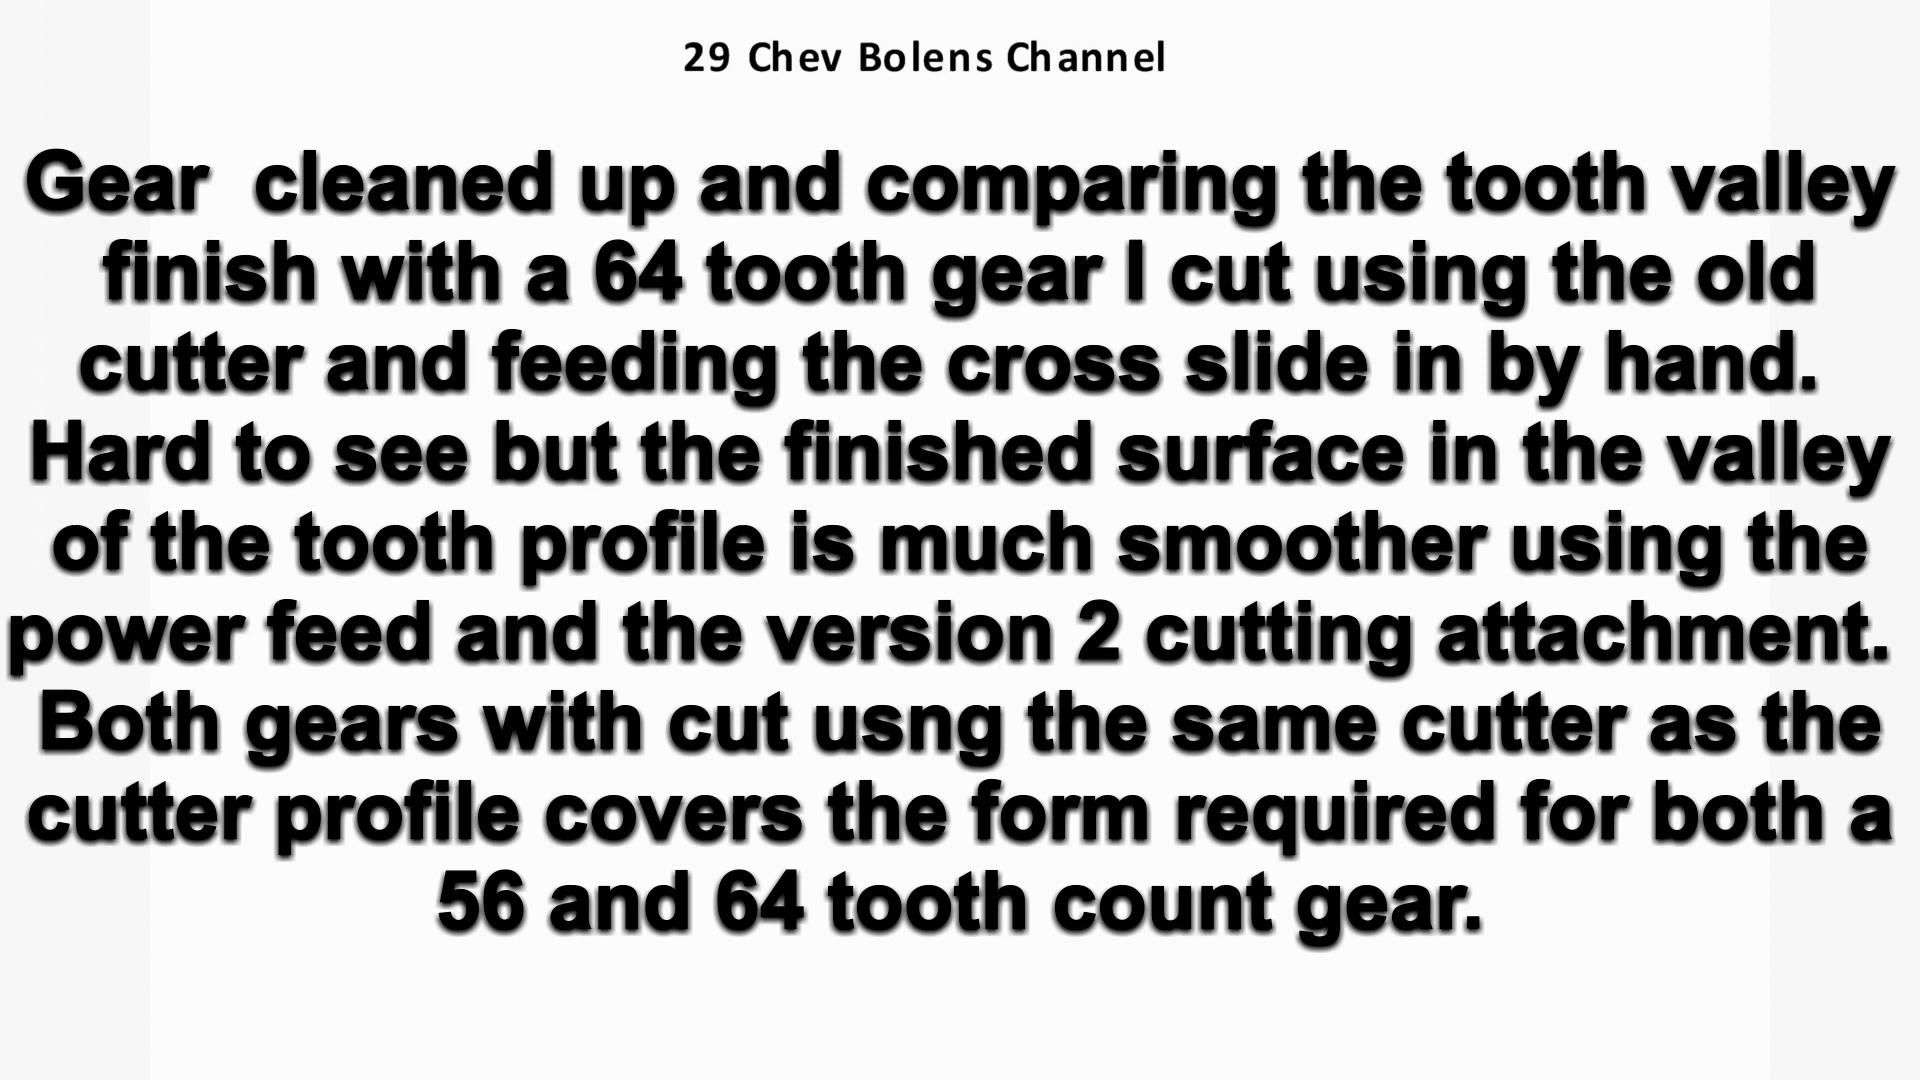 29 Chev Bolens Channel
Gear  cleaned up and comparing the tooth valley
finish with a 64 tooth gear I cut using the old
cutter and feeding the cross slide in by hand.
Hard to see but the finished surface in the valley
of the tooth profile is much smoother using the
power feed and the version 2 cutting attachment.
Both gears with cut usng the same cutter as the
cutter profile covers the form required for both a
56 and 64 tooth count gear.